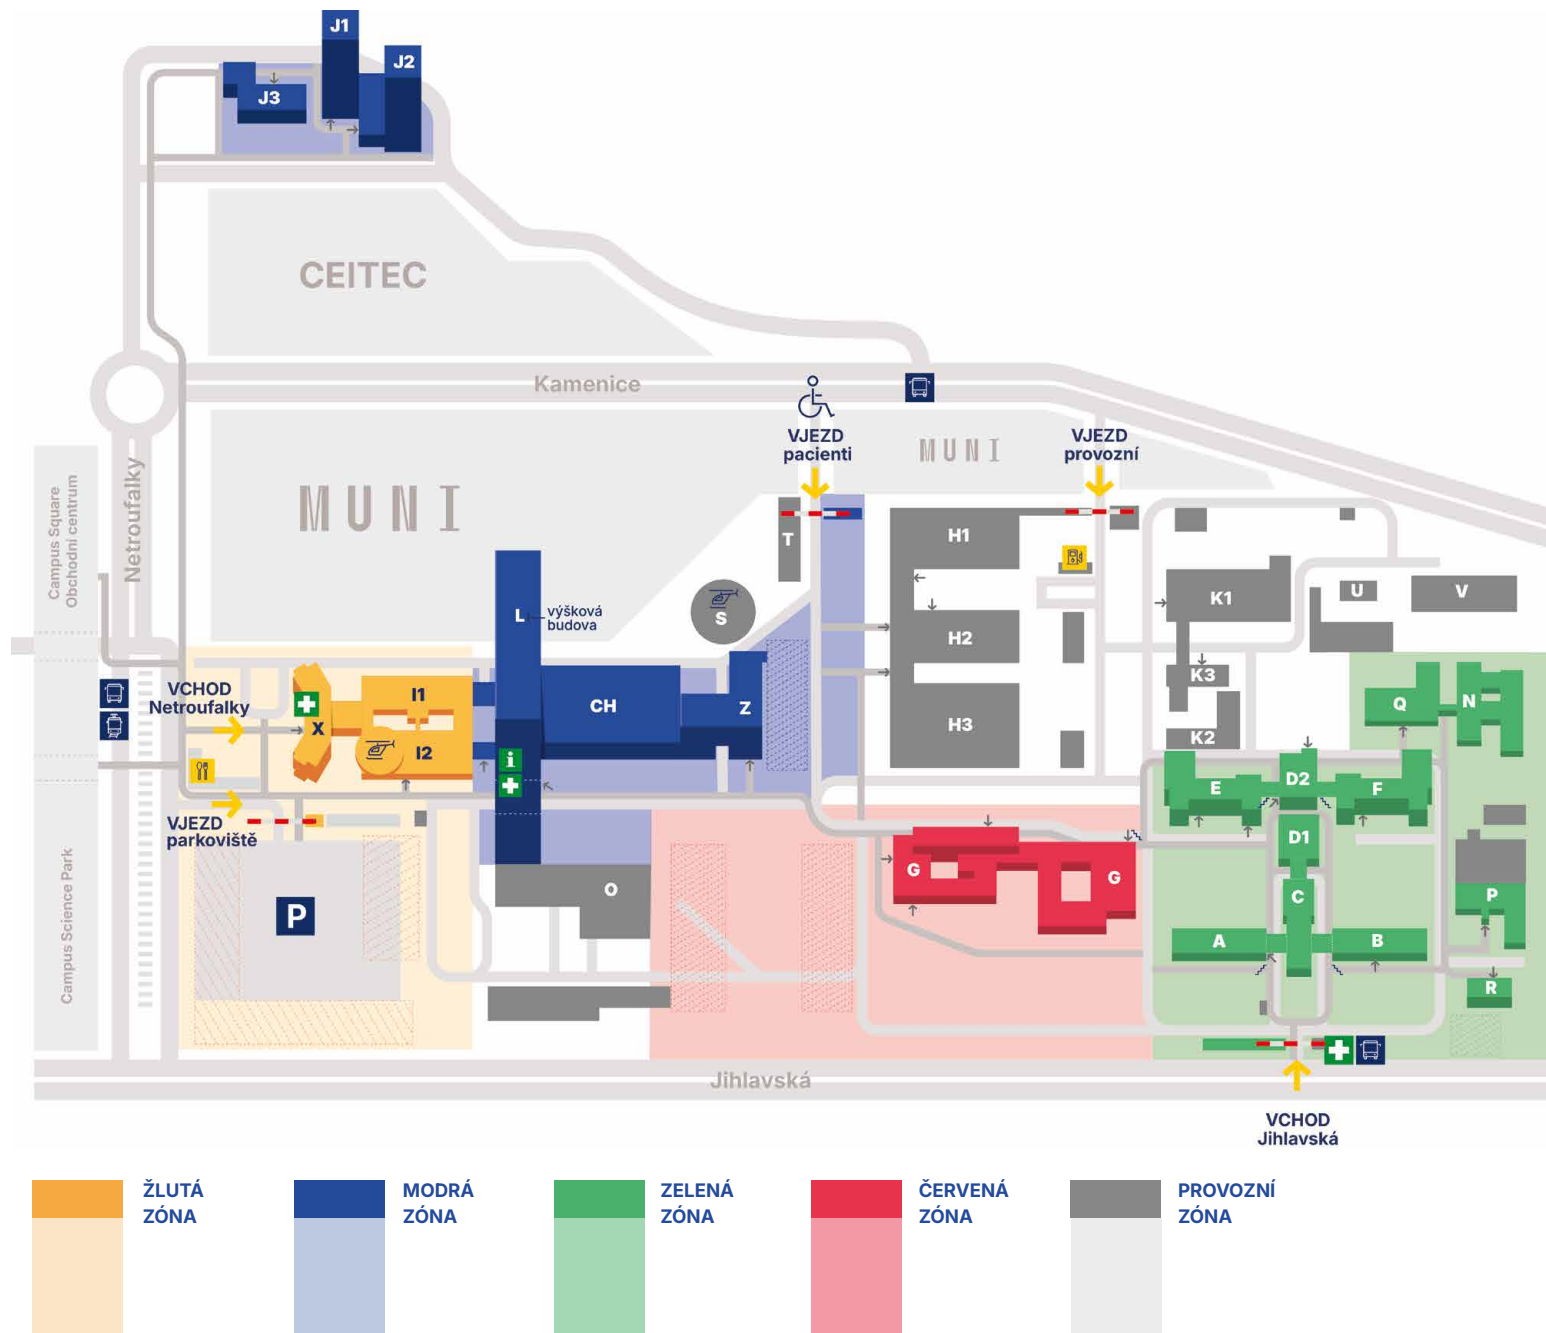 J1
J2
J3
CEITEC
Kamenice
VJEZD
pacienti
MUNI
VJEZD
provozní
Campus Square
Obchodní centrum
Netroufalky
MUNI
T
H1
S
L
výšková
budova
H2
K1
U
V
K3
VCHOD
Netroufalky
X
I1
I2
CH
Z
i
H3
K2
Q
N
E
D2
F
VJEZD
parkoviště
D1
G
G
C
P
O
P
A
B
R
Campus Science Park
Jihlavská
VCHOD
Jihlavská
ŽLUTÁ
ZÓNA
MODRÁ
ZÓNA
ZELENÁ
ZÓNA
ČERVENÁ
ZÓNA
PROVOZNÍ
ZÓNA